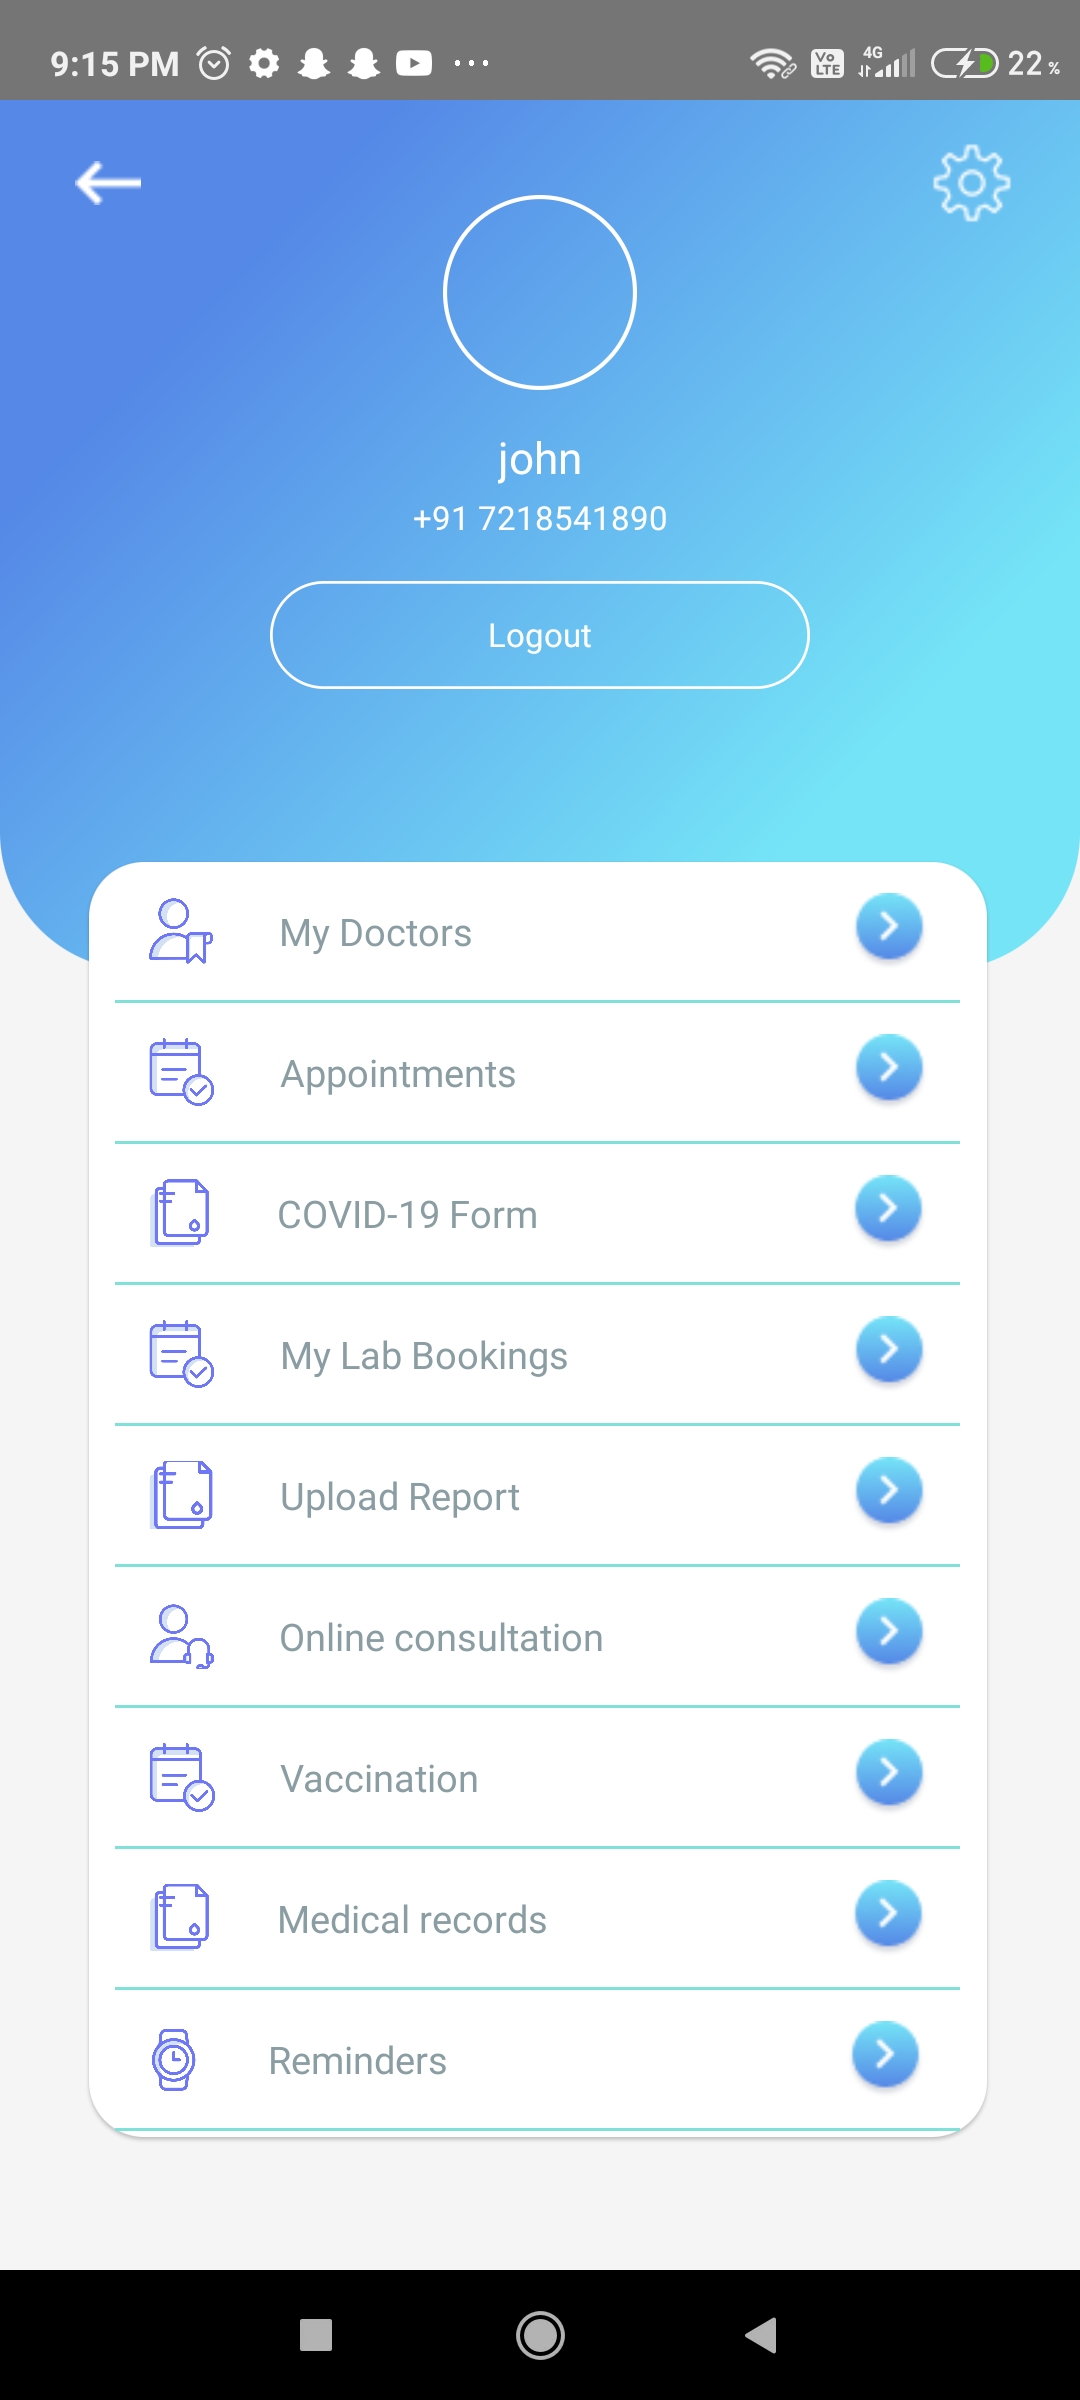 9:15 PM
Vo LTE 4G 22 %
john
+91 7218541890
Logout
My Doctors
Appointments
COVID-19 Form
My Lab Bookings
Upload Report
Online consultation
Vaccination
Medical records
Reminders